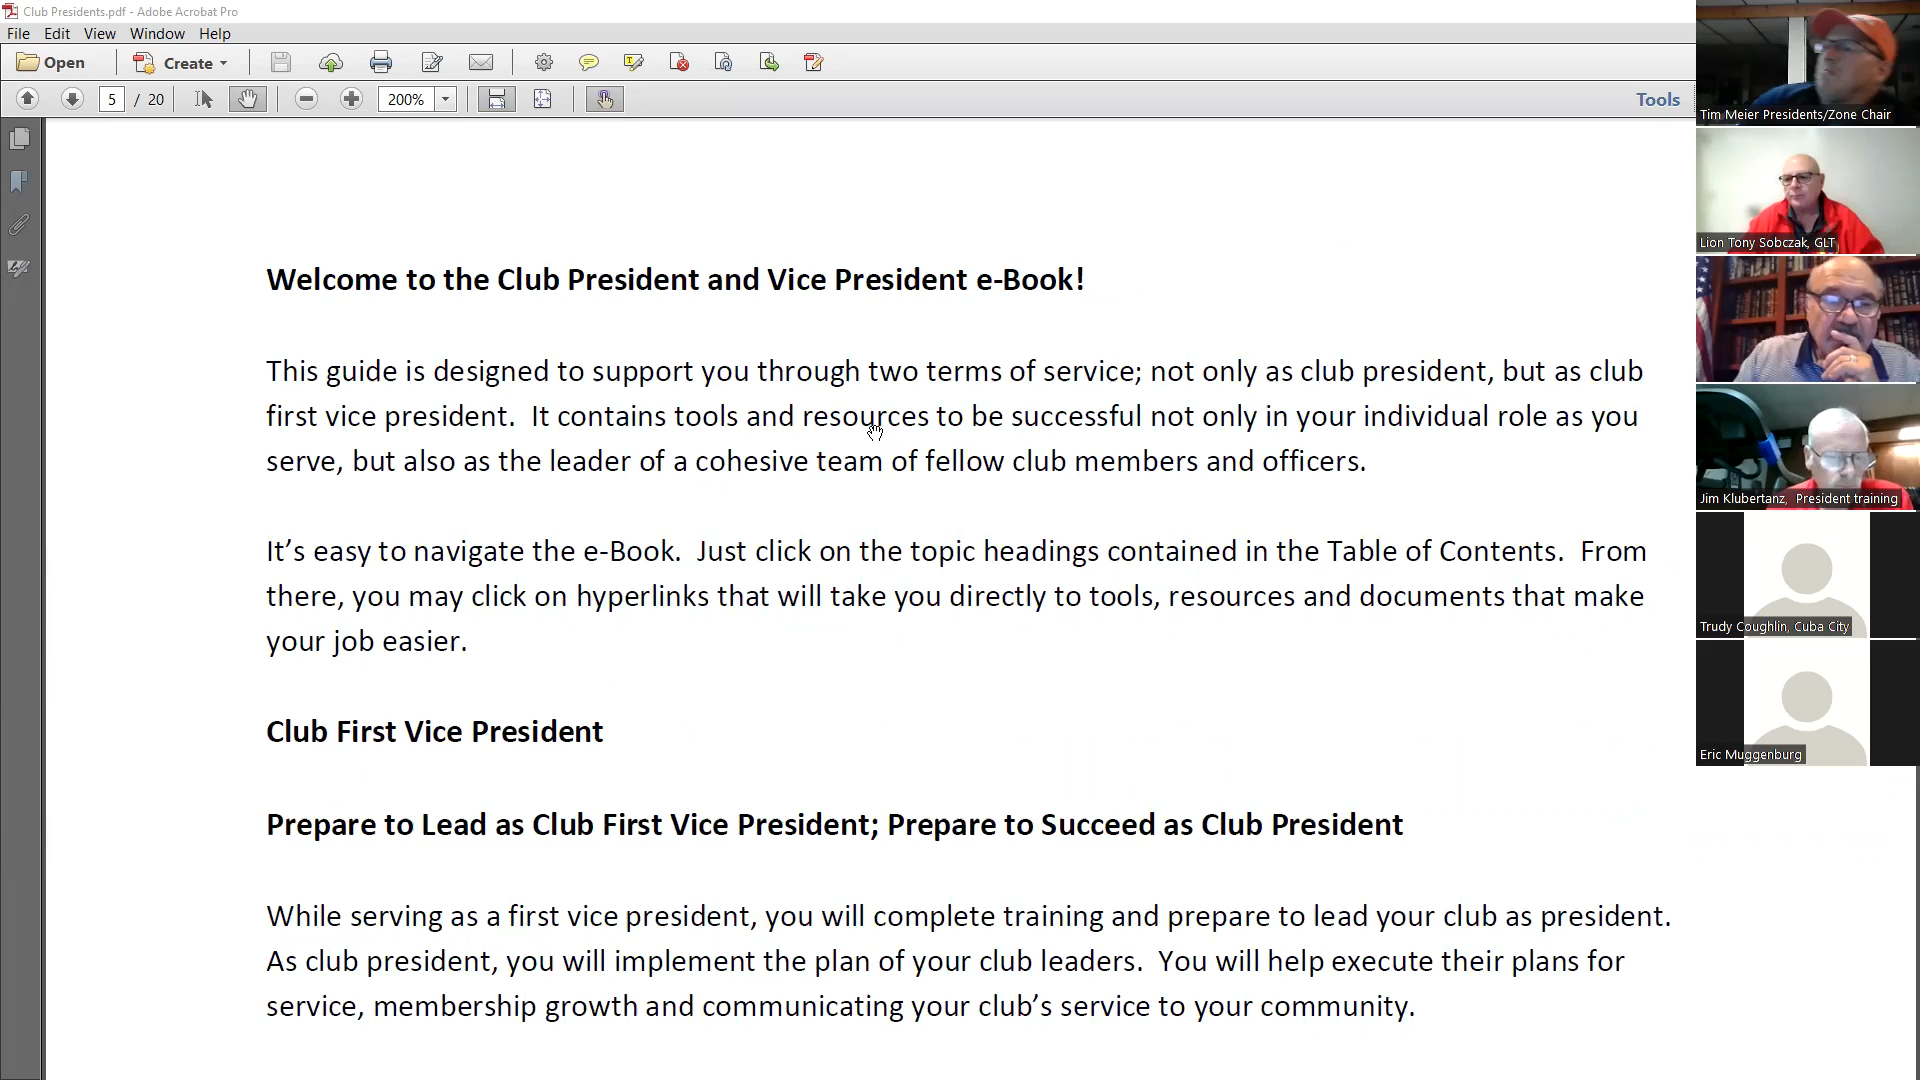 Club Presidents.pdf - Adobe Acrobat Pro
File Edit View Window Help
Open Create
5 / 20 200% Tools
Welcome to the Club President and Vice President e-Book!
This guide is designed to support you through two terms of service; not only as club president, but as club
first vice president.  It contains tools and resources to be successful not only in your individual role as you
serve, but also as the leader of a cohesive team of fellow club members and officers.
It’s easy to navigate the e-Book.  Just click on the topic headings contained in the Table of Contents.  From
there, you may click on hyperlinks that will take you directly to tools, resources and documents that make
your job easier.
Club First Vice President
Prepare to Lead as Club First Vice President; Prepare to Succeed as Club President
While serving as a first vice president, you will complete training and prepare to lead your club as president.
As club president, you will implement the plan of your club leaders.  You will help execute their plans for
service, membership growth and communicating your club’s service to your community.
Tim Meier Presidents/Zone Chair
Lion Tony Sobczak, GLT
Jim Klubertanz,  President training
Trudy Coughlin, Cuba City
Eric Muggenburg